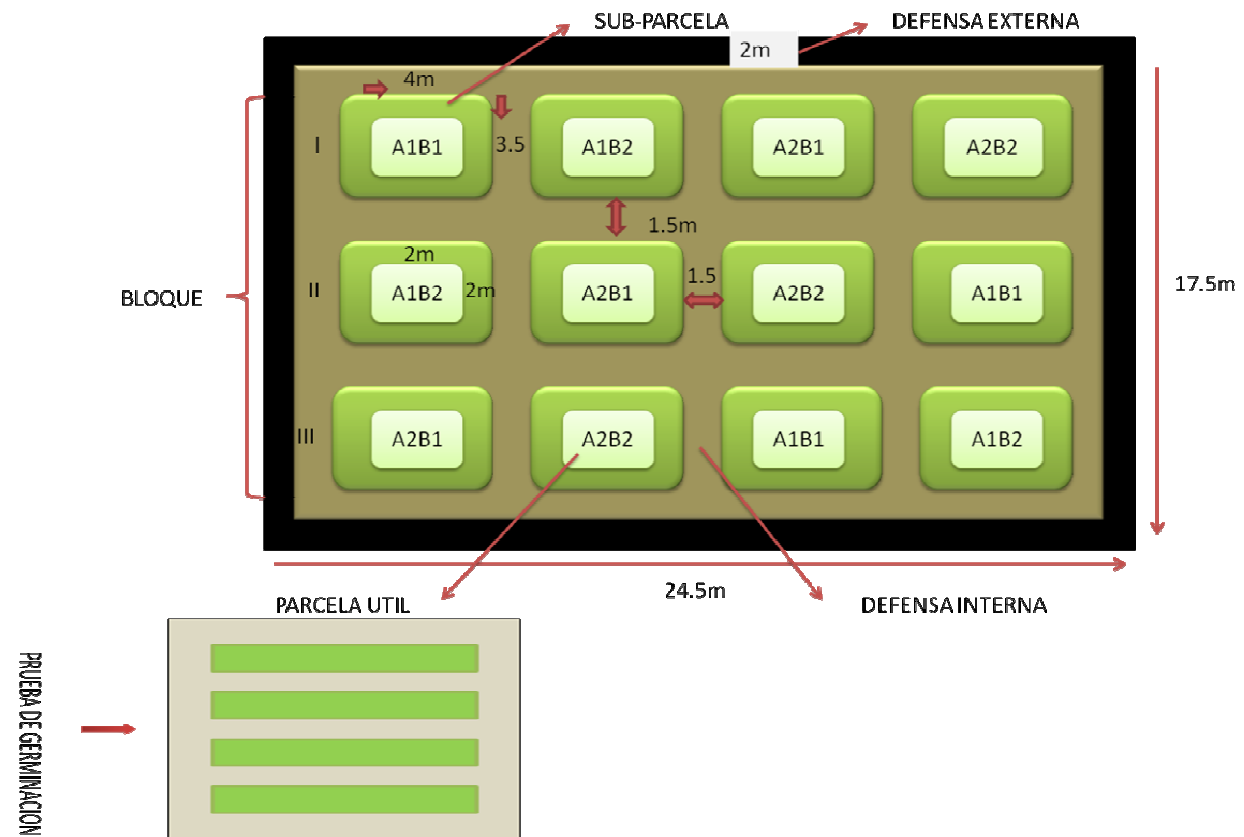 SUB-PARCELA
DEFENSA EXTERNA
2m
4m
I
A1B1
3.5
A1B2
A2B1
A2B2
1.5m
BLOQUE
II
2m
A1B2
2m
A2B1
1.5
A2B2
A1B1
17.5m
III
A2B1
A2B2
A1B1
A1B2
24.5m
PARCELA UTIL
DEFENSA INTERNA
PRUEBA DE GERMINACION